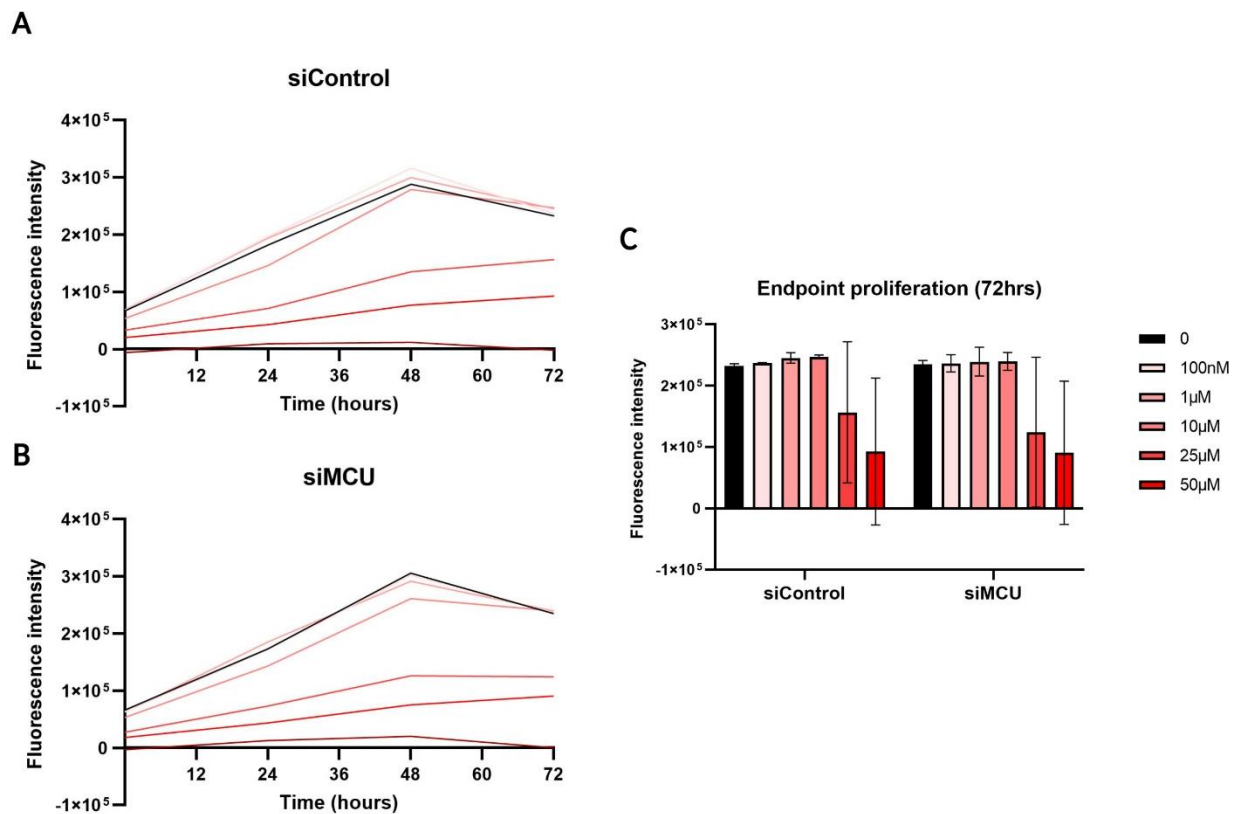 A
siControl
Fluorescence intensity
4×10⁵
3×10⁵
2×10⁵
1×10⁵
0
-1×10⁵
12 24 36 48 60 72
Time (hours)
B
siMCU
Fluorescence intensity
4×10⁵
3×10⁵
2×10⁵
1×10⁵
0
-1×10⁵
12 24 36 48 60 72
Time (hours)
C
Endpoint proliferation (72hrs)
Fluorescence intensity
3×10⁵
2×10⁵
1×10⁵
0
-1×10⁵
siControl siMCU
0
100nM
1µM
10µM
25µM
50µM